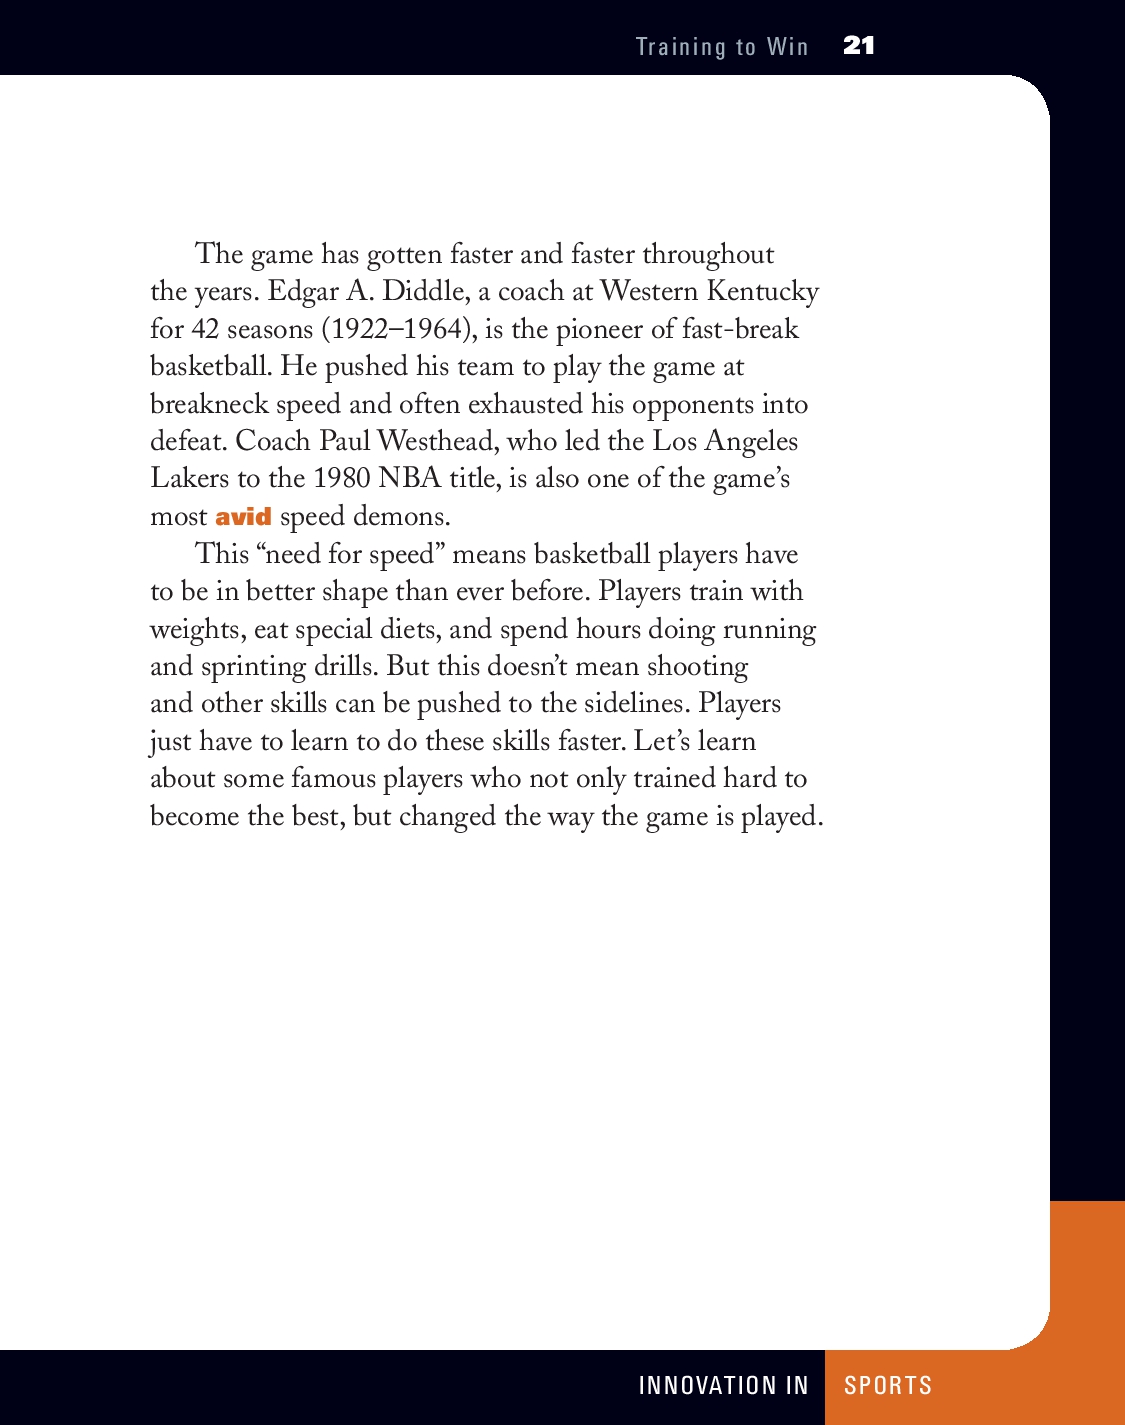 Training to Win 21
The game has gotten faster and faster throughout
the years. Edgar A. Diddle, a coach at Western Kentucky
for 42 seasons (1922–1964), is the pioneer of fast-break
basketball. He pushed his team to play the game at
breakneck speed and often exhausted his opponents into
defeat. Coach Paul Westhead, who led the Los Angeles
Lakers to the 1980 NBA title, is also one of the game’s
most avid speed demons.
This “need for speed” means basketball players have
to be in better shape than ever before. Players train with
weights, eat special diets, and spend hours doing running
and sprinting drills. But this doesn’t mean shooting
and other skills can be pushed to the sidelines. Players
just have to learn to do these skills faster. Let’s learn
about some famous players who not only trained hard to
become the best, but changed the way the game is played.
INNOVATION IN SPORTS